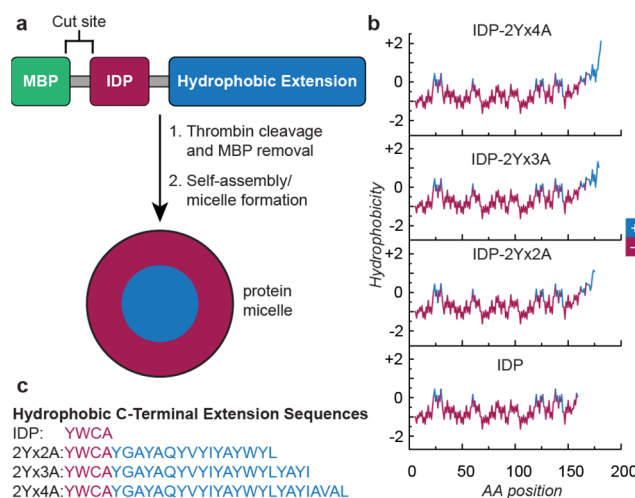 a
Cut site
MBP
IDP
Hydrophobic Extension
1. Thrombin cleavage
and MBP removal
2. Self-assembly/
micelle formation
protein
micelle
b
IDP-2Yx4A
+2
0
-2
IDP-2Yx3A
+2
0
-2
IDP-2Yx2A
+2
0
-2
IDP
+2
0
-2
Hydrophobicity
0 50 100 150 200
AA position
+
–
c
Hydrophobic C-Terminal Extension Sequences
IDP: YWCA
2Yx2A:YWCAYGAYAQYVYIYAYWYL
2Yx3A:YWCAYGAYAQYVYIYAYWYLYAYI
2Yx4A:YWCAYGAYAQYVYIYAYWYLYAYIAVAL